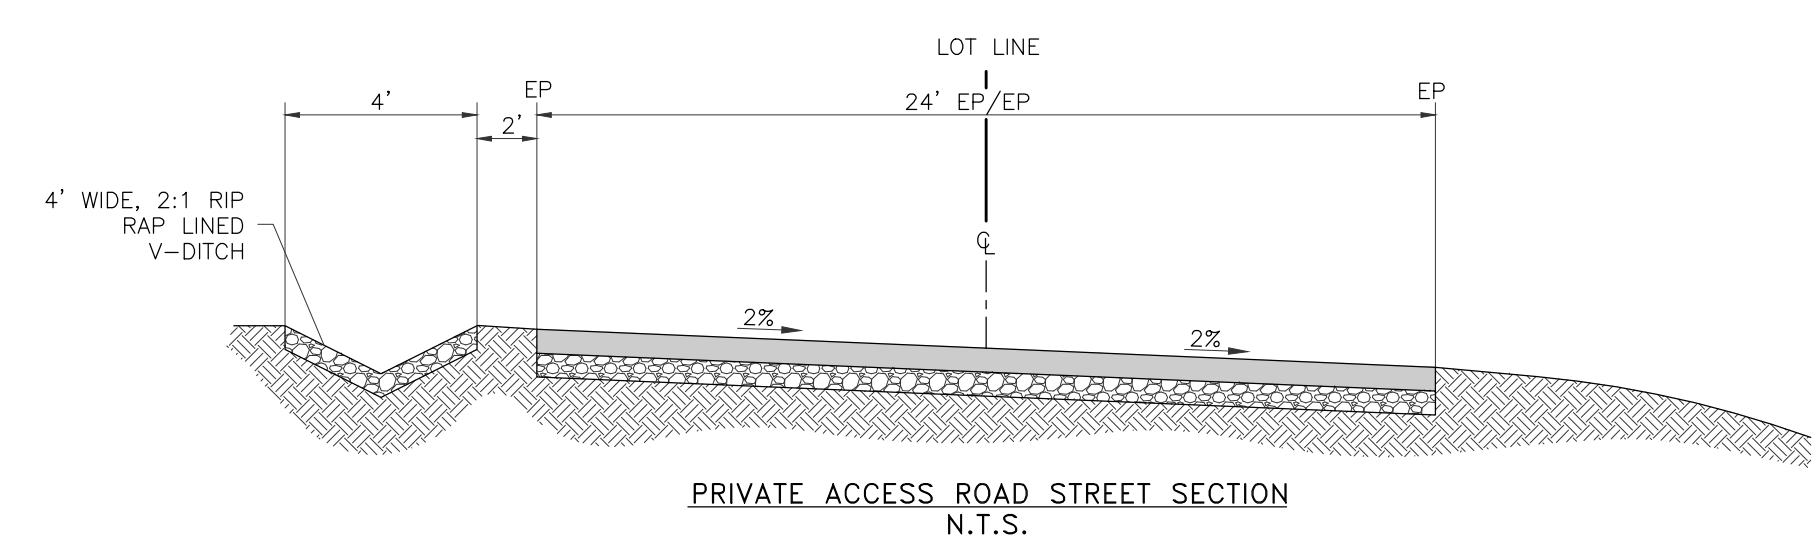 LOT LINE
EP
EP
4'
24' EP/EP
2'
4' WIDE, 2:1 RIP
RAP LINED
V-DITCH
CL
2%
2%
PRIVATE ACCESS ROAD STREET SECTION
N.T.S.